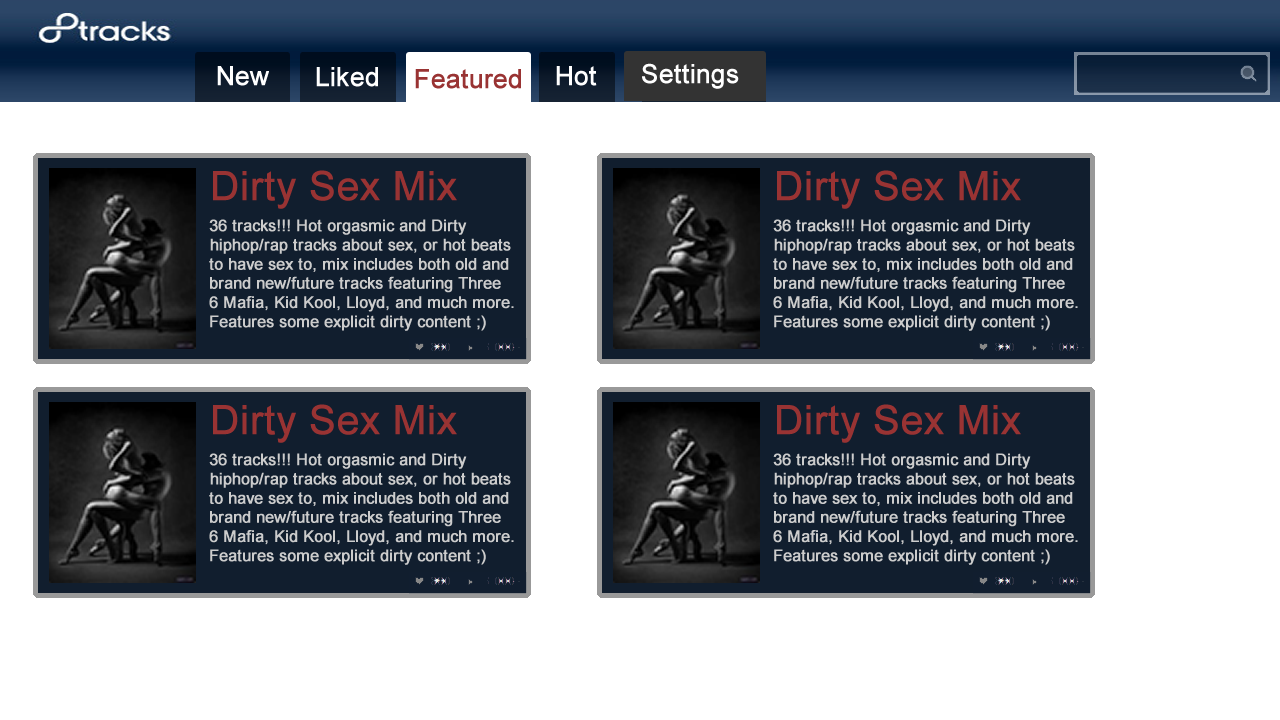 8tracks
New Liked Featured Hot Settings
Dirty Sex Mix
36 tracks!!! Hot orgasmic and Dirty
hiphop/rap tracks about sex, or hot beats
to have sex to, mix includes both old and
brand new/future tracks featuring Three
6 Mafia, Kid Kool, Lloyd, and much more.
Features some explicit dirty content ;)
Dirty Sex Mix
36 tracks!!! Hot orgasmic and Dirty
hiphop/rap tracks about sex, or hot beats
to have sex to, mix includes both old and
brand new/future tracks featuring Three
6 Mafia, Kid Kool, Lloyd, and much more.
Features some explicit dirty content ;)
Dirty Sex Mix
36 tracks!!! Hot orgasmic and Dirty
hiphop/rap tracks about sex, or hot beats
to have sex to, mix includes both old and
brand new/future tracks featuring Three
6 Mafia, Kid Kool, Lloyd, and much more.
Features some explicit dirty content ;)
Dirty Sex Mix
36 tracks!!! Hot orgasmic and Dirty
hiphop/rap tracks about sex, or hot beats
to have sex to, mix includes both old and
brand new/future tracks featuring Three
6 Mafia, Kid Kool, Lloyd, and much more.
Features some explicit dirty content ;)